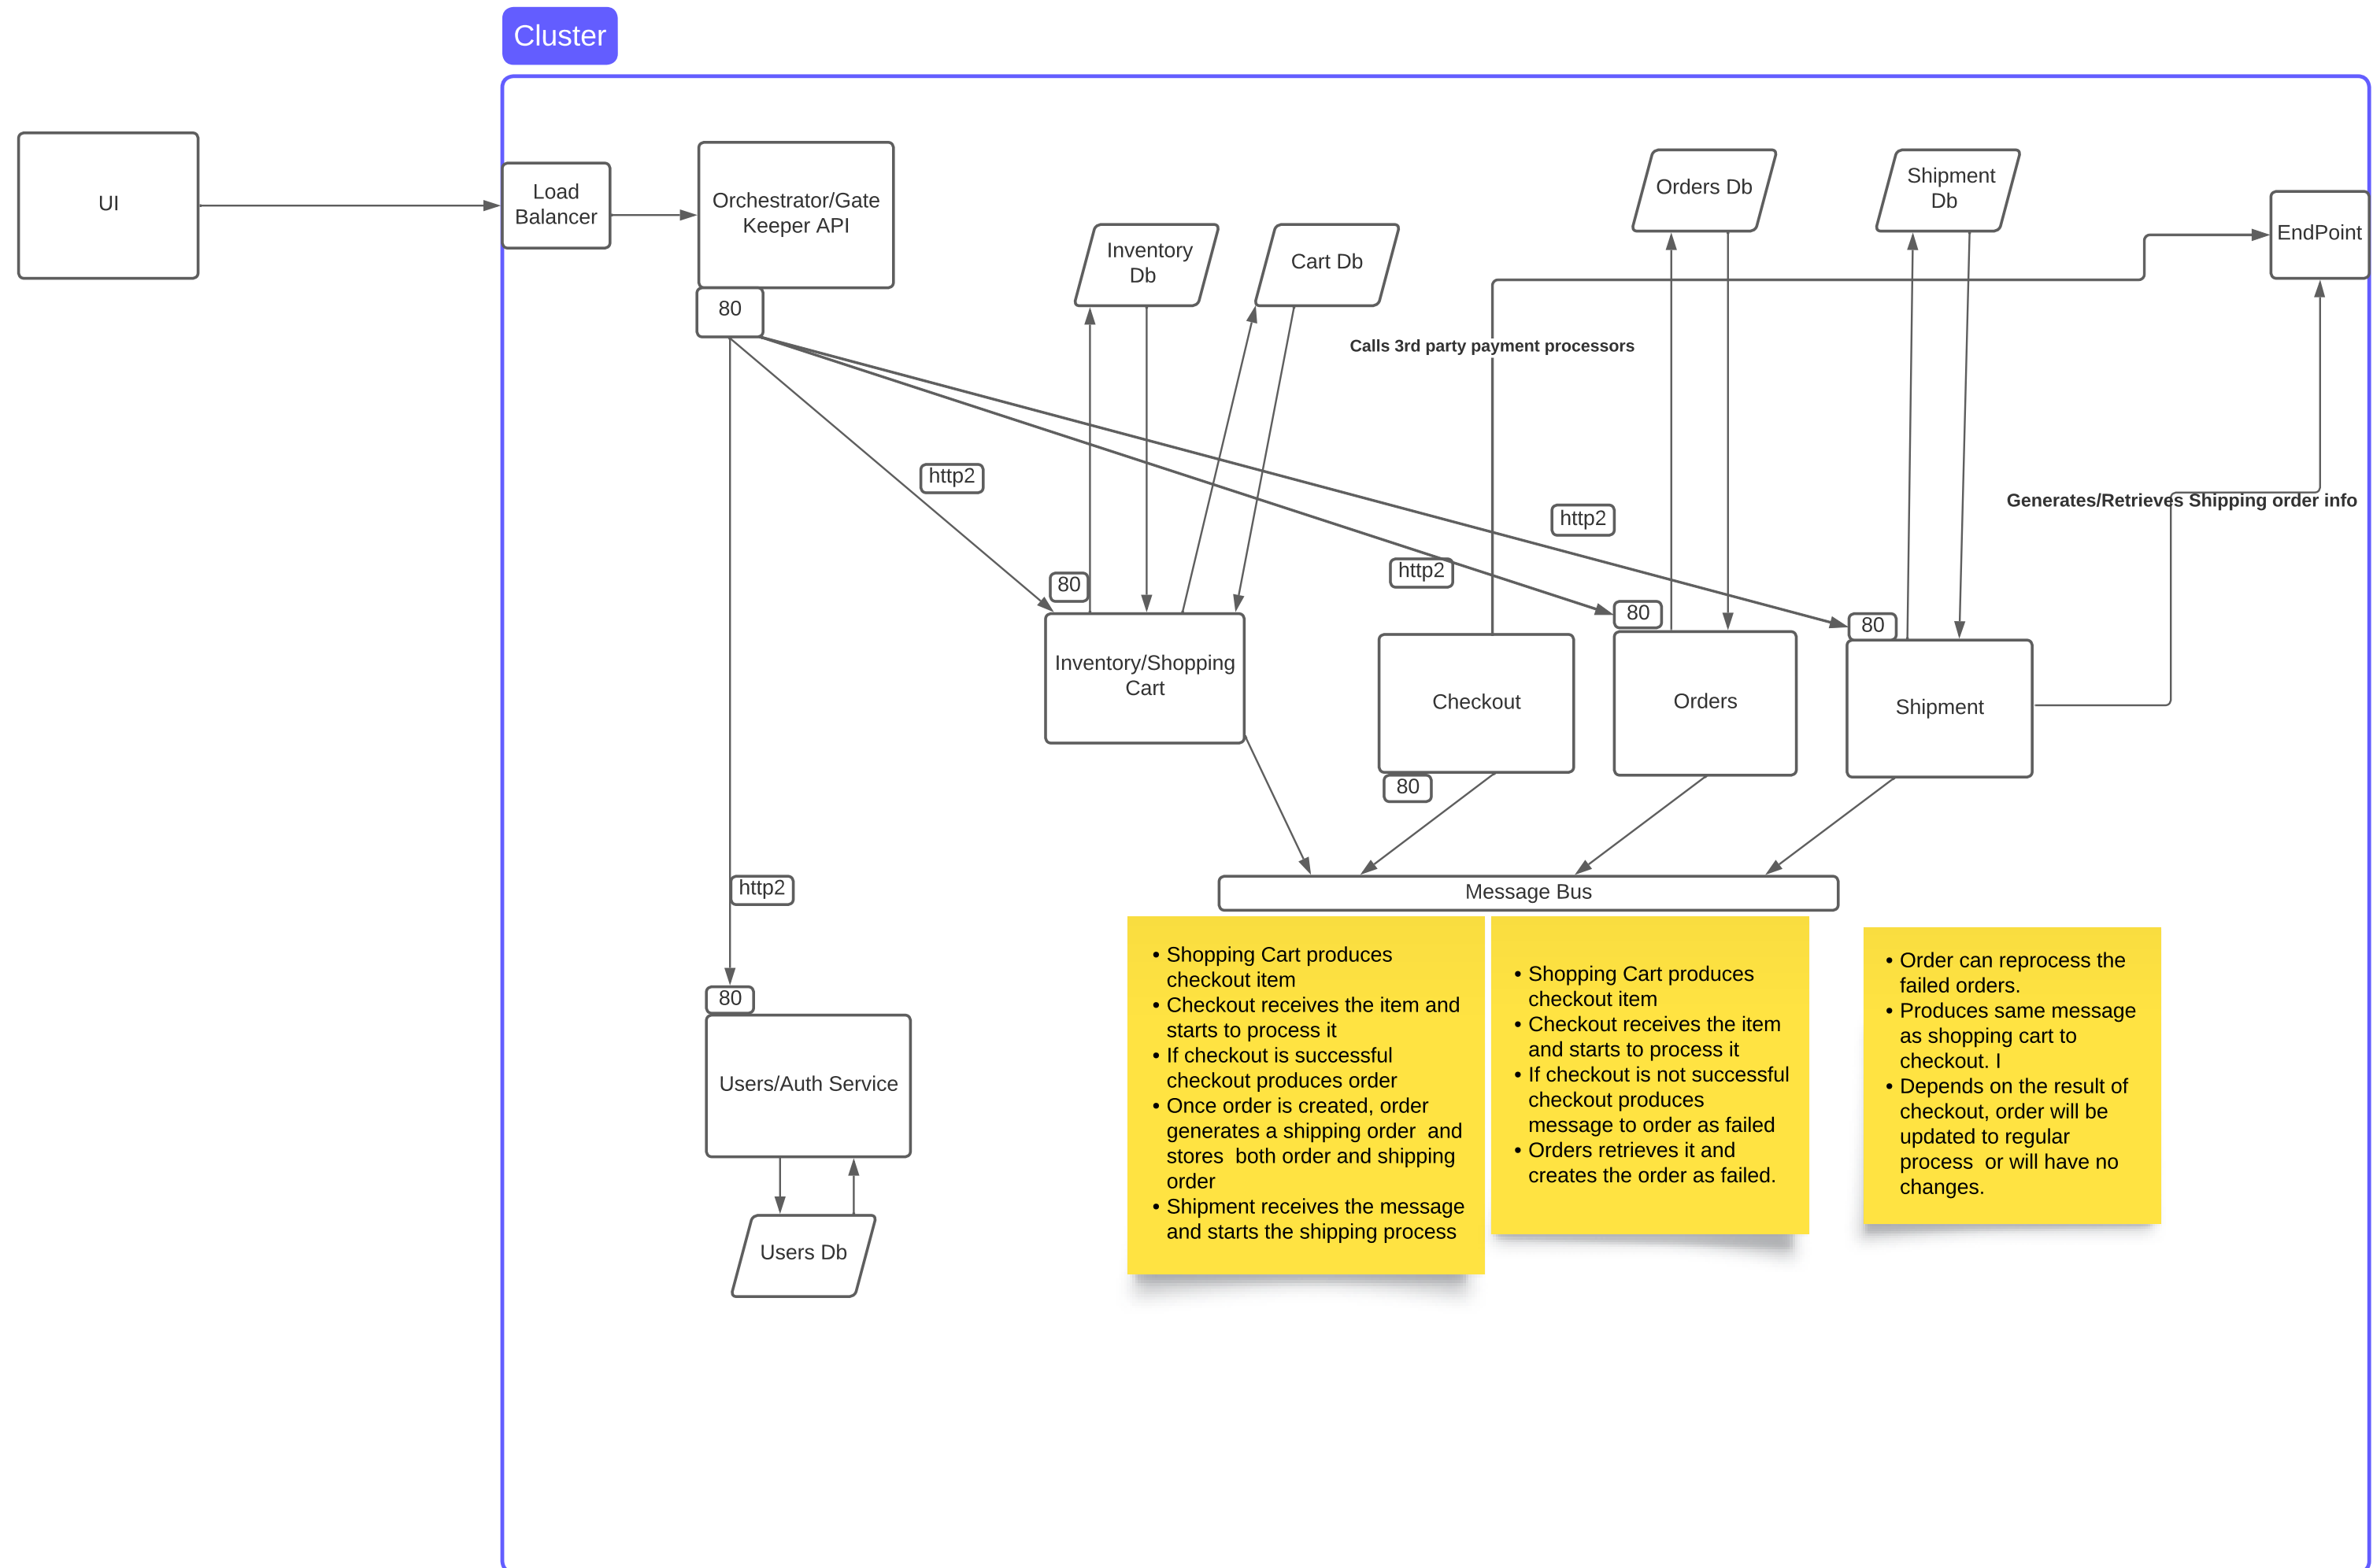 Cluster
UI
Load
Balancer
Orchestrator/Gate
Keeper API
80
Inventory
Db
Cart Db
Orders Db
Shipment
Db
EndPoint
Calls 3rd party payment processors
http2
http2
http2
Generates/Retrieves Shipping order info
80
80
80
Inventory/Shopping
Cart
Checkout
Orders
Shipment
80
http2
Message Bus
• Shopping Cart produces
checkout item
• Checkout receives the item and
starts to process it
• If checkout is successful
checkout produces order
• Once order is created, order
generates a shipping order  and
stores  both order and shipping
order
• Shipment receives the message
and starts the shipping process
• Shopping Cart produces
checkout item
• Checkout receives the item
and starts to process it
• If checkout is not successful
checkout produces
message to order as failed
• Orders retrieves it and
creates the order as failed.
• Order can reprocess the
failed orders.
• Produces same message
as shopping cart to
checkout. I
• Depends on the result of
checkout, order will be
updated to regular
process  or will have no
changes.
80
Users/Auth Service
Users Db